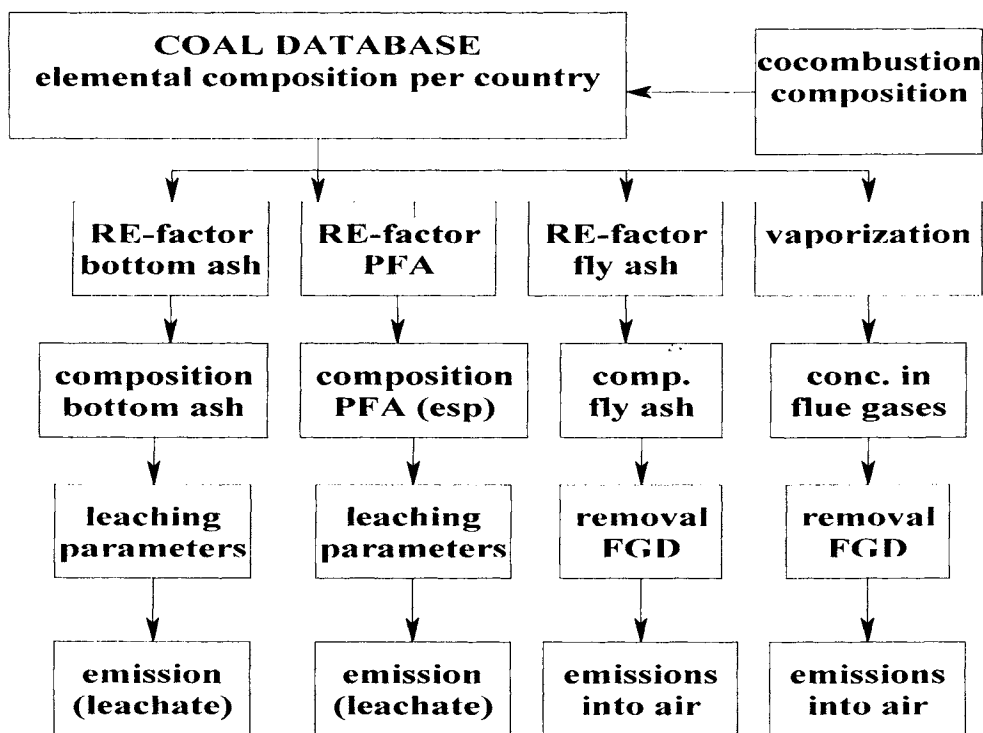 COAL DATABASE
elemental composition per country
cocombustion
composition
RE-factor
bottom ash
RE-factor
PFA
RE-factor
fly ash
vaporization
composition
bottom ash
composition
PFA (esp)
comp.
fly ash
conc. in
flue gases
leaching
parameters
leaching
parameters
removal
FGD
removal
FGD
emission
(leachate)
emission
(leachate)
emissions
into air
emissions
into air